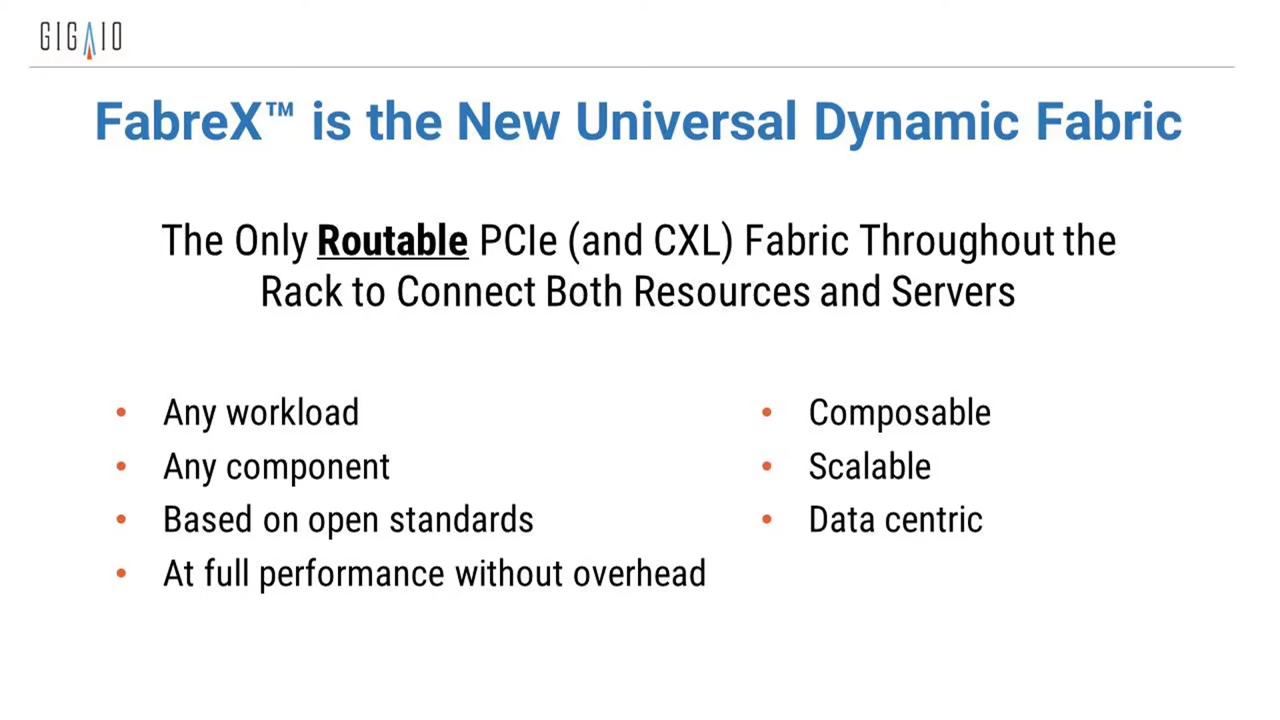 GIGAIO
FabreX™ is the New Universal Dynamic Fabric
The Only Routable PCIe (and CXL) Fabric Throughout the
Rack to Connect Both Resources and Servers
• Any workload
• Any component
• Based on open standards
• At full performance without overhead
• Composable
• Scalable
• Data centric